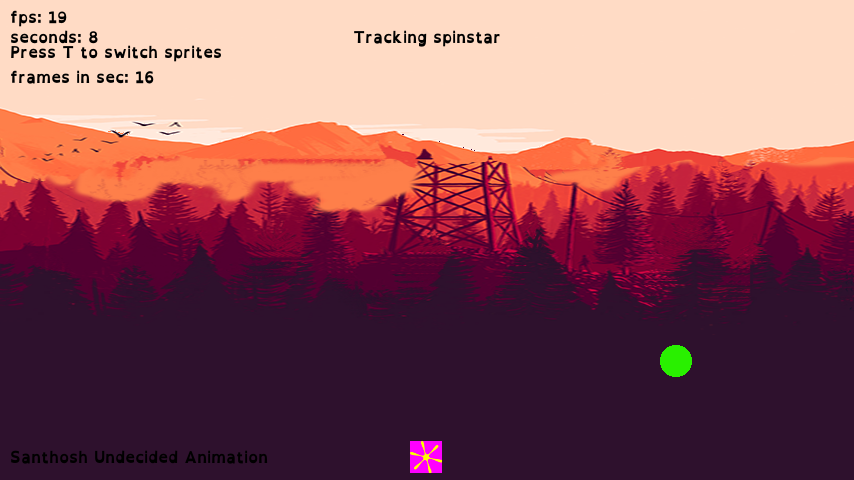 fps: 19
seconds: 8
Tracking spinstar
Press T to switch sprites
frames in sec: 16
Santhosh Undecided Animation